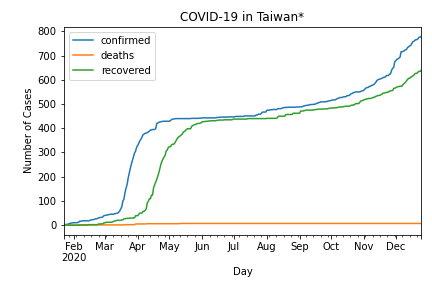 COVID-19 in Taiwan*
confirmed
deaths
recovered
Number of Cases
800
700
600
500
400
300
200
100
0
Feb Mar Apr May Jun Jul Aug Sep Oct Nov Dec
2020
Day